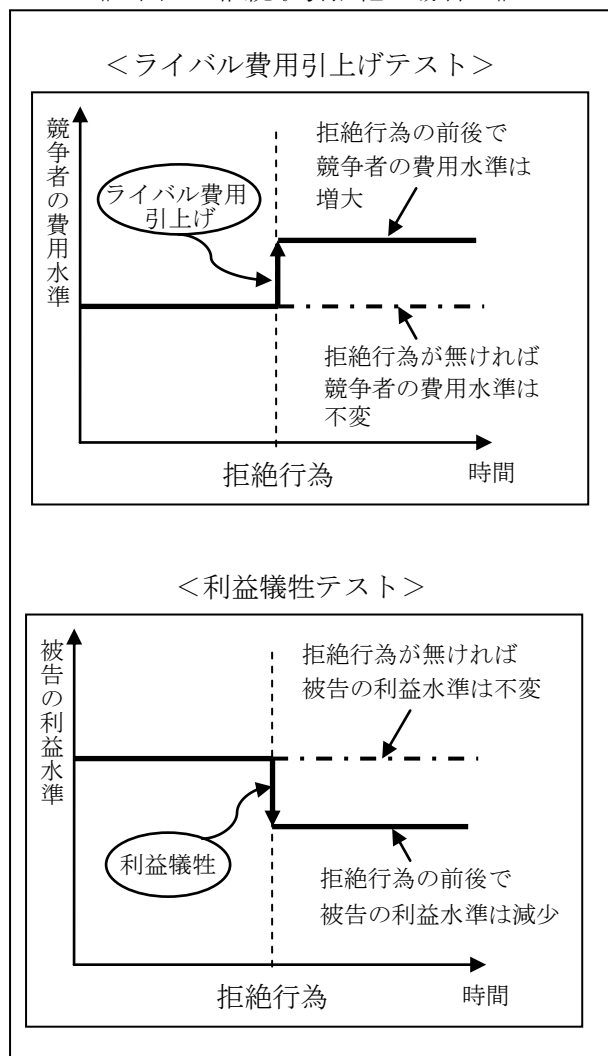 ＜ライバル費用引上げテスト＞
競争者の費用水準
拒絶行為の前後で
競争者の費用水準は
増大
ライバル費用
引上げ
拒絶行為が無ければ
競争者の費用水準は
不変
拒絶行為
時間
＜利益犠牲テスト＞
被告の利益水準
拒絶行為が無ければ
被告の利益水準は不変
利益犠牲
拒絶行為の前後で
被告の利益水準は減少
拒絶行為
時間